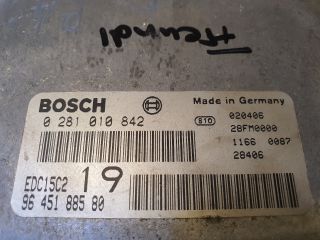 BOSCH
Made in Germany
0 281 010 842
S10
020406
28FM0000
1166 0087
28406
EDC15C2
19
96 451 885 80